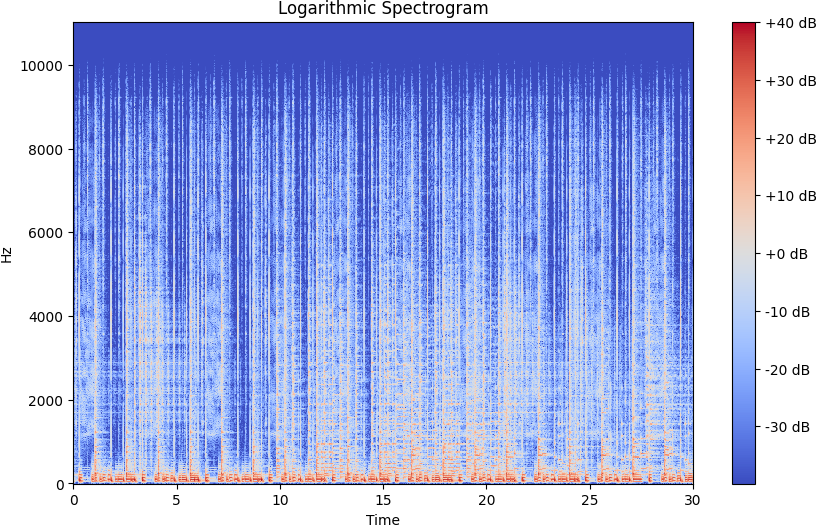 Logarithmic Spectrogram
Hz
10000
8000
6000
4000
2000
0
0 5 10 15 20 25 30
Time
+40 dB
+30 dB
+20 dB
+10 dB
+0 dB
-10 dB
-20 dB
-30 dB